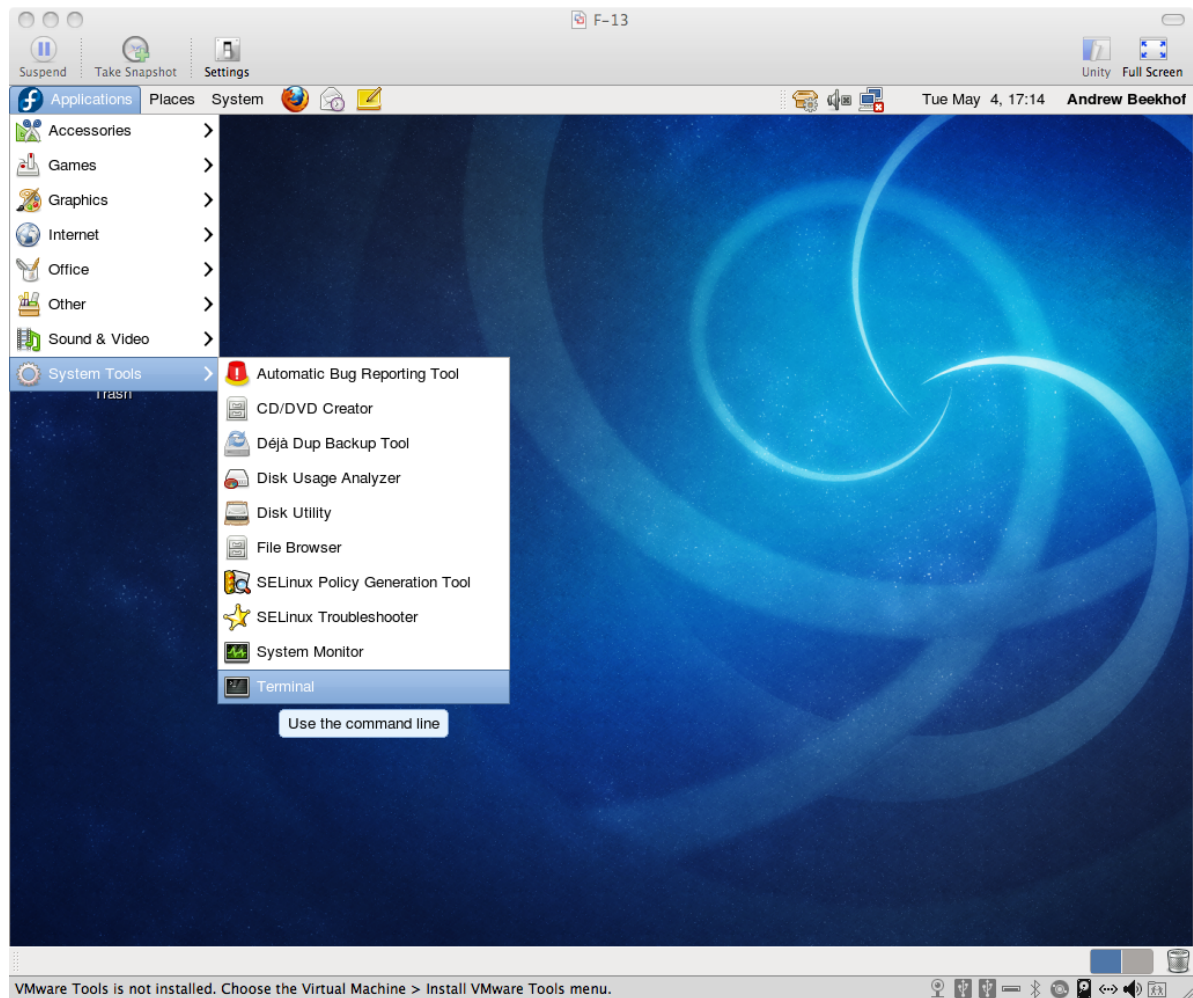 F-13
Suspend Take Snapshot Settings Unity Full Screen
Applications Places System Tue May 4, 17:14 Andrew Beekhof
Accessories
Games
Graphics
Internet
Office
Other
Sound & Video
System Tools
Trash
Automatic Bug Reporting Tool
CD/DVD Creator
Déjà Dup Backup Tool
Disk Usage Analyzer
Disk Utility
File Browser
SELinux Policy Generation Tool
SELinux Troubleshooter
System Monitor
Terminal
Use the command line
VMware Tools is not installed. Choose the Virtual Machine > Install VMware Tools menu.